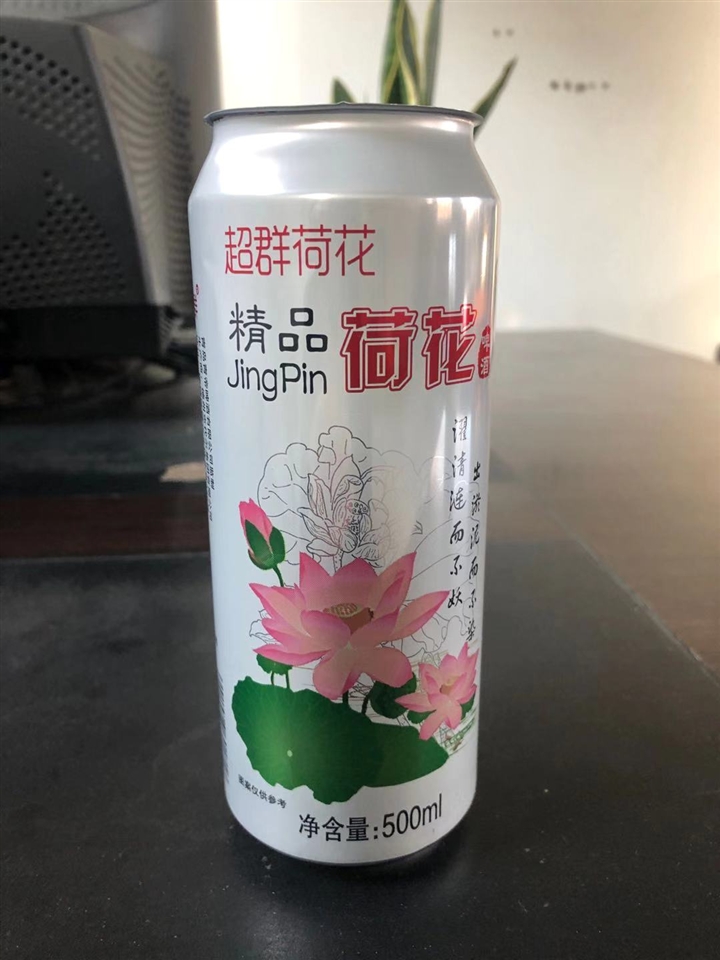 超群荷花
精品 荷花 啤酒
JingPin
出淤泥而不染
濯清涟而不妖
图案仅供参考
净含量:500ml